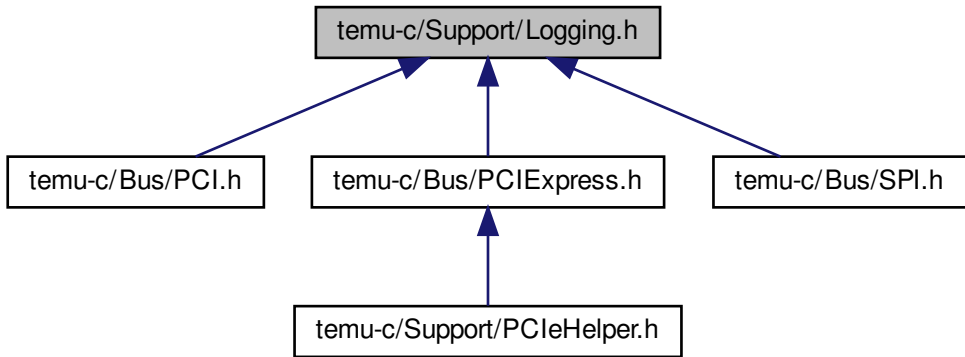 temu-c/Support/Logging.h
temu-c/Bus/PCI.h
temu-c/Bus/PCIExpress.h
temu-c/Bus/SPI.h
temu-c/Support/PCIeHelper.h